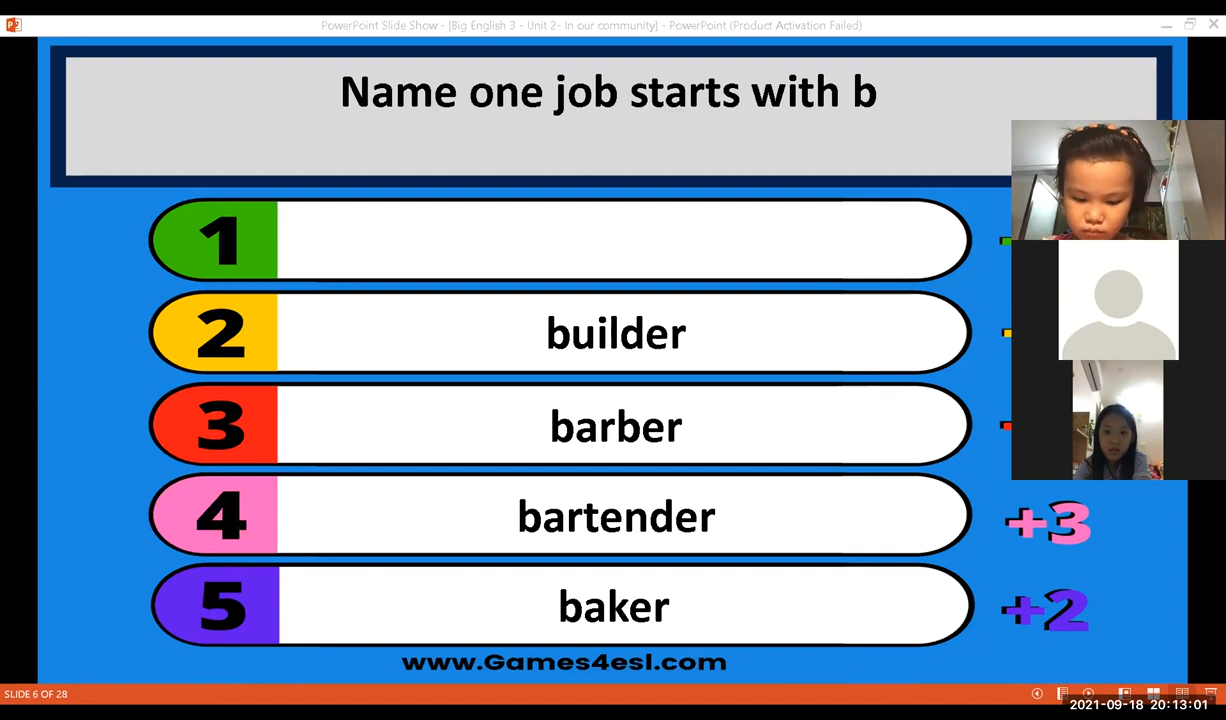 PowerPoint Slide Show - [Big English 3 - Unit 2- In our community] - PowerPoint (Product Activation Failed)
Name one job starts with b
1
2 builder
3 barber
4 bartender +3
5 baker +2
www.Games4esl.com
SLIDE 6 OF 28
2021-09-18 20:13:01